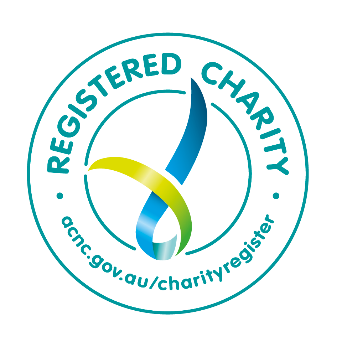 REGISTERED CHARITY
acnc.gov.au/charityregister